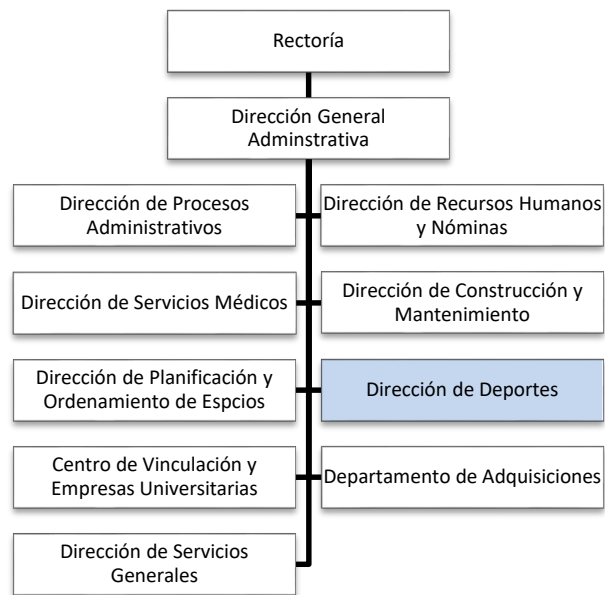 Rectoría
Dirección General
Adminstrativa
Dirección de Procesos
Administrativos
Dirección de Recursos Humanos
y Nóminas
Dirección de Servicios Médicos
Dirección de Construcción y
Mantenimiento
Dirección de Planificación y
Ordenamiento de Espcios
Dirección de Deportes
Centro de Vinculación y
Empresas Universitarias
Departamento de Adquisiciones
Dirección de Servicios
Generales